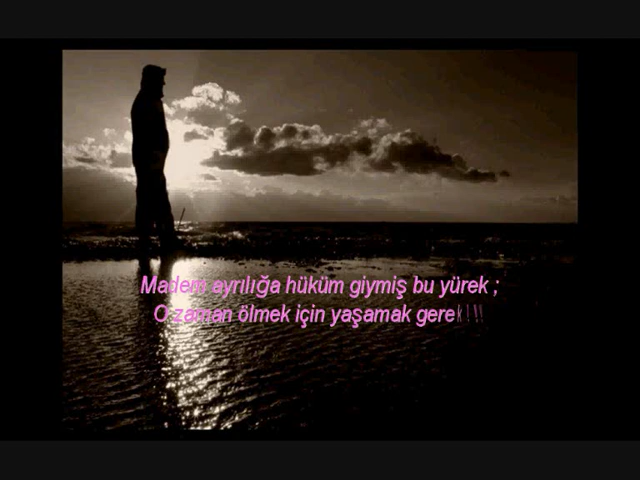 Madem ayrılığa hüküm giymiş bu yürek ;
O zaman ölmek için yaşamak gerek ! !!